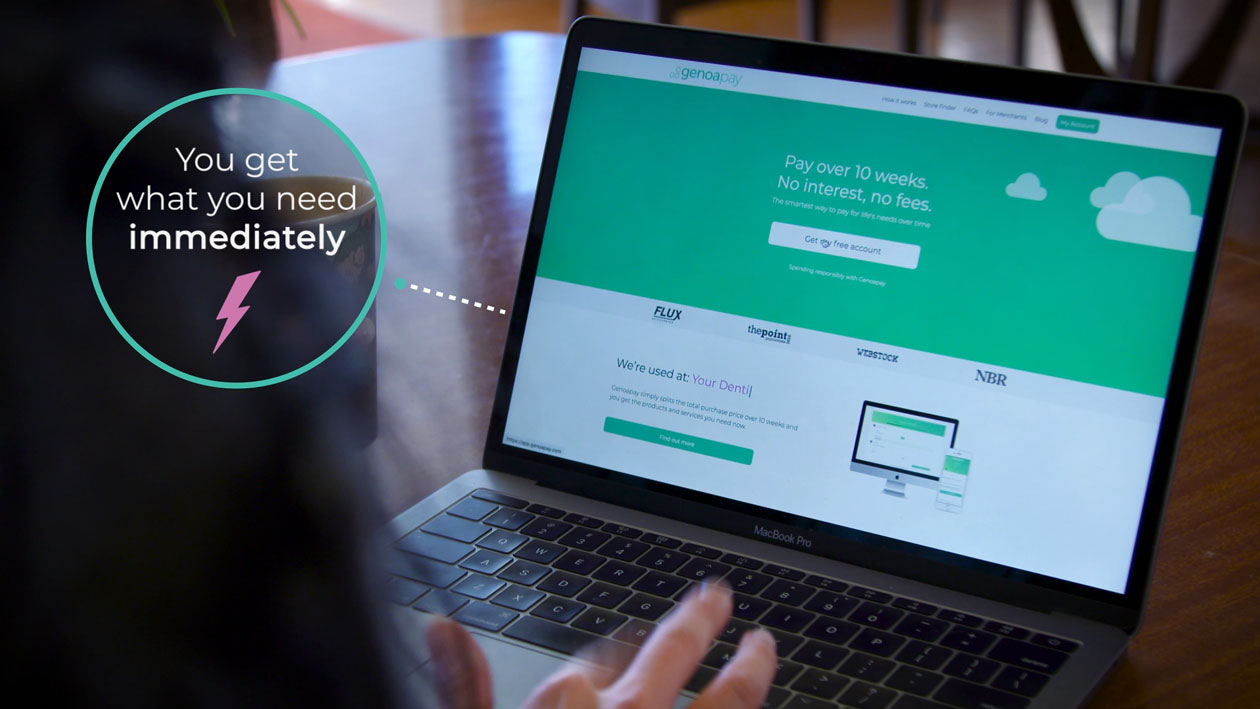 You get
what you need
immediately
genoapay
How it works Store finder FAQs For Merchants Blog My Account
Pay over 10 weeks.
No interest, no fees.
The smartest way to pay for life's needs over time
Get my free account
Spending responsibly with Genoapay
FLUX
thepoint
WEBSTOCK
NBR
We're used at: Your Denti
Genoapay simply splits the total purchase price over 10 weeks and
you get the products and services you need now.
Find out more
https://app.genoapay.com
MacBook Pro